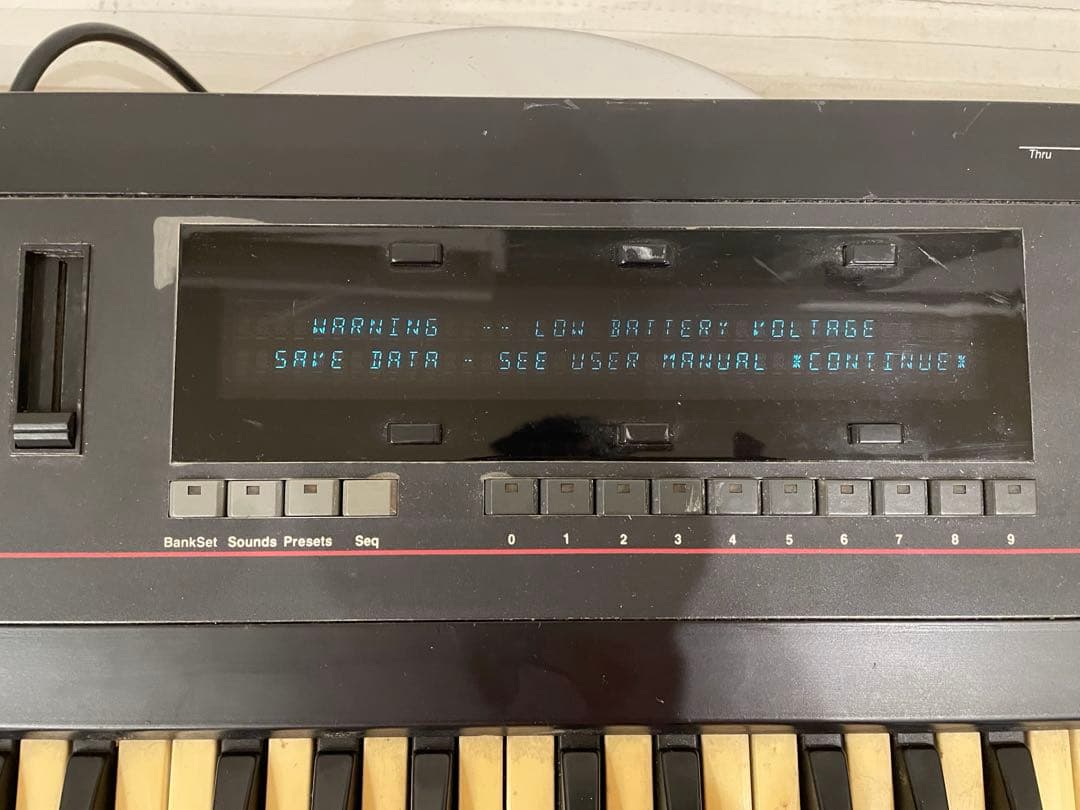 Thru
WARNING -- LOW BATTERY VOLTAGE
SAVE DATA - SEE USER MANUAL *CONTINUE*
BankSet Sounds Presets Seq 0 1 2 3 4 5 6 7 8 9